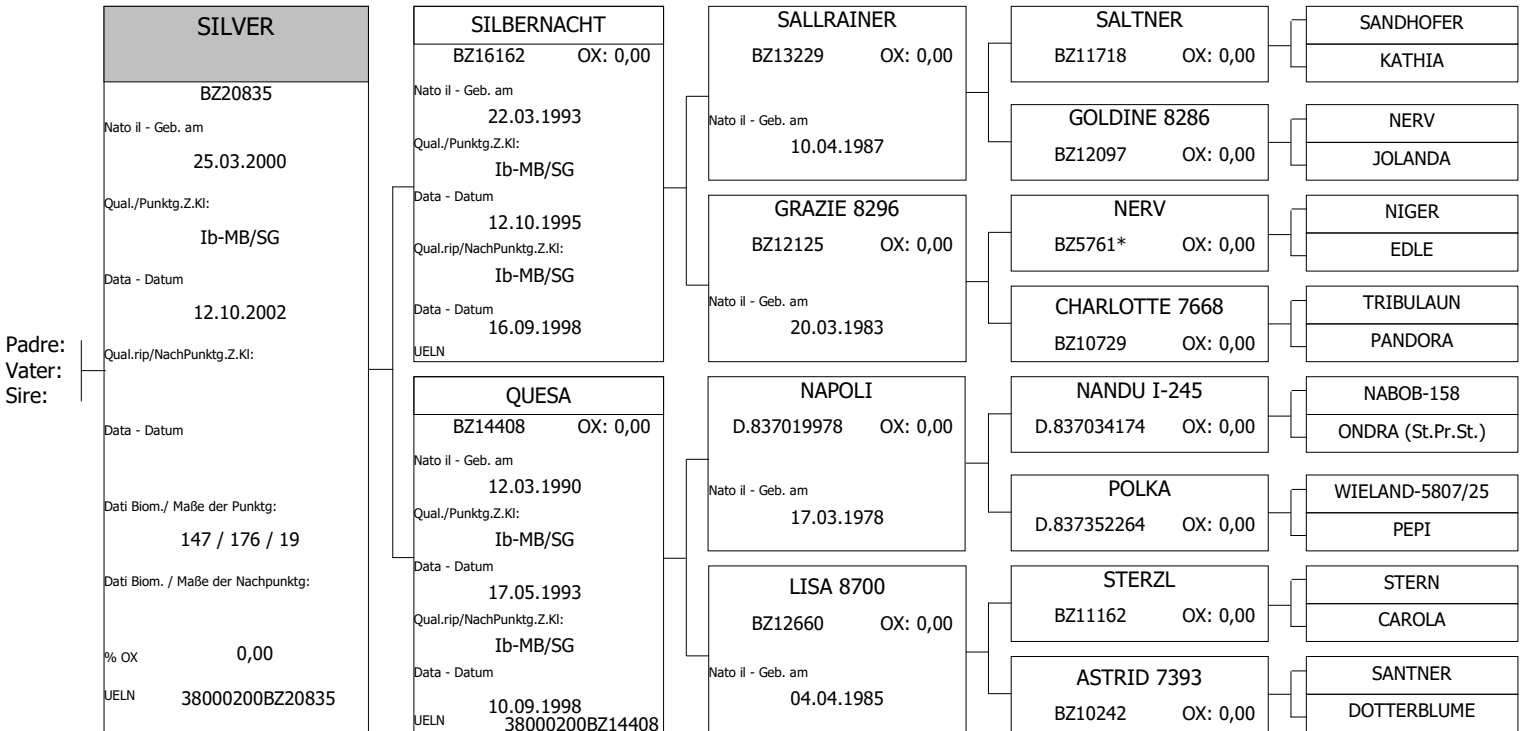 Padre:
Vater:
Sire:
SILVER
BZ20835
Nato il - Geb. am
25.03.2000
Qual./Punktg.Z.Kl:
Ib-MB/SG
Data - Datum
12.10.2002
Qual.rip/NachPunktg.Z.Kl:
Data - Datum
Dati Biom./ Maße der Punktg:
147 / 176 / 19
Dati Biom. / Maße der Nachpunktg:
% OX 0,00
UELN 38000200BZ20835
SILBERNACHT
BZ16162 OX: 0,00
Nato il - Geb. am
22.03.1993
Qual./Punktg.Z.Kl:
Ib-MB/SG
Data - Datum
12.10.1995
Qual.rip/NachPunktg.Z.Kl:
Ib-MB/SG
Data - Datum
16.09.1998
UELN
QUESA
BZ14408 OX: 0,00
Nato il - Geb. am
12.03.1990
Qual./Punktg.Z.Kl:
Ib-MB/SG
Data - Datum
17.05.1993
Qual.rip/NachPunktg.Z.Kl:
Ib-MB/SG
Data - Datum
10.09.1998
UELN 38000200BZ14408
SALLRAINER
BZ13229 OX: 0,00
Nato il - Geb. am
10.04.1987
GRAZIE 8296
BZ12125 OX: 0,00
Nato il - Geb. am
20.03.1983
NAPOLI
D.837019978 OX: 0,00
Nato il - Geb. am
17.03.1978
LISA 8700
BZ12660 OX: 0,00
Nato il - Geb. am
04.04.1985
SALTNER
BZ11718 OX: 0,00
GOLDINE 8286
BZ12097 OX: 0,00
NERV
BZ5761* OX: 0,00
CHARLOTTE 7668
BZ10729 OX: 0,00
NANDU I-245
D.837034174 OX: 0,00
POLKA
D.837352264 OX: 0,00
STERZL
BZ11162 OX: 0,00
ASTRID 7393
BZ10242 OX: 0,00
SANDHOFER
KATHIA
NERV
JOLANDA
NIGER
EDLE
TRIBULAUN
PANDORA
NABOB-158
ONDRA (St.Pr.St.)
WIELAND-5807/25
PEPI
STERN
CAROLA
SANTNER
DOTTERBLUME